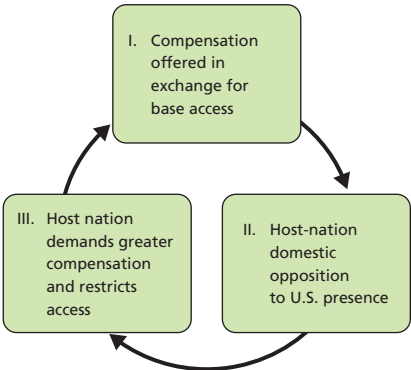 I. Compensation
offered in
exchange for
base access
II. Host-nation
domestic
opposition
to U.S. presence
III. Host nation
demands greater
compensation
and restricts
access